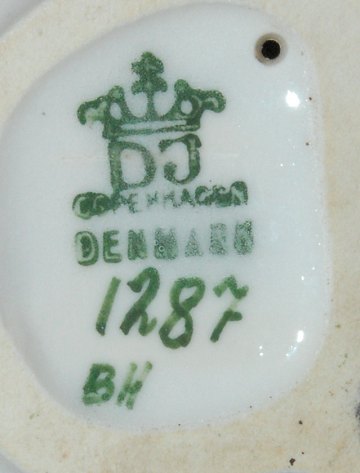 DJ
COPENHAGEN
DENMARK
1287
BH